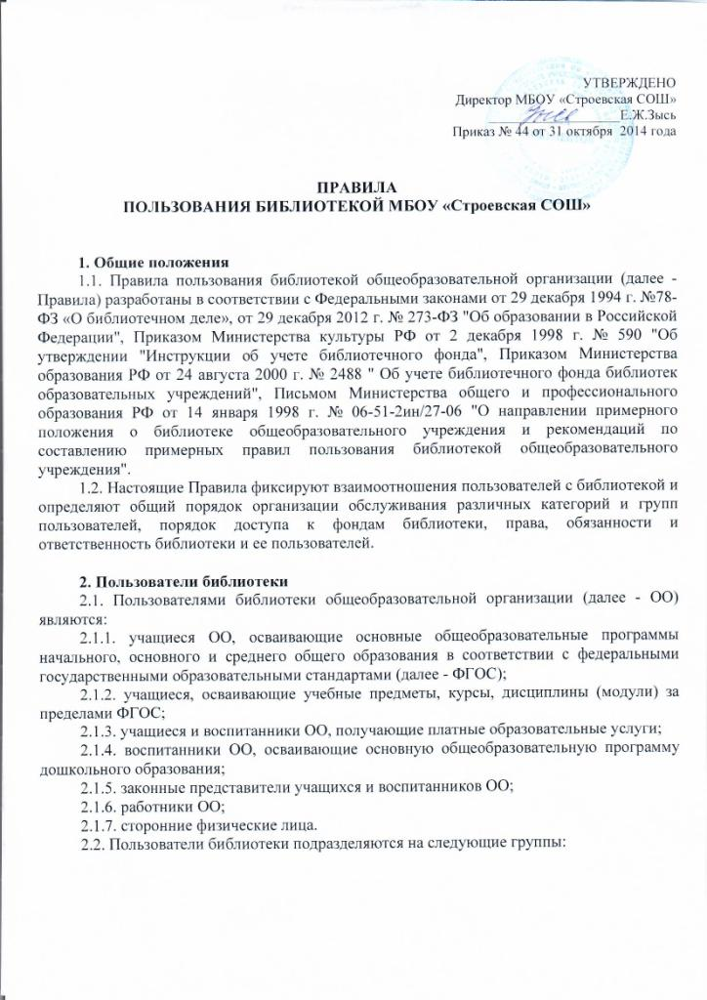 УТВЕРЖДЕНО
Директор МБОУ «Строевская СОШ»
Е.Ж.Зысь
Приказ № 44 от 31 октября 2014 года
ПРАВИЛА
ПОЛЬЗОВАНИЯ БИБЛИОТЕКОЙ МБОУ «Строевская СОШ»
1. Общие положения
1.1. Правила пользования библиотекой общеобразовательной организации (далее -
Правила) разработаны в соответствии с Федеральными законами от 29 декабря 1994 г. №78-
ФЗ «О библиотечном деле», от 29 декабря 2012 г. № 273-ФЗ "Об образовании в Российской
Федерации", Приказом Министерства культуры РФ от 2 декабря 1998 г. № 590 "Об
утверждении "Инструкции об учете библиотечного фонда", Приказом Министерства
образования РФ от 24 августа 2000 г. № 2488 " Об учете библиотечного фонда библиотек
образовательных учреждений", Письмом Министерства общего и профессионального
образования РФ от 14 января 1998 г. № 06-51-2ин/27-06 "О направлении примерного
положения о библиотеке общеобразовательного учреждения и рекомендаций по
составлению примерных правил пользования библиотекой общеобразовательного
учреждения".
1.2. Настоящие Правила фиксируют взаимоотношения пользователей с библиотекой и
определяют общий порядок организации обслуживания различных категорий и групп
пользователей, порядок доступа к фондам библиотеки, права, обязанности и
ответственность библиотеки и ее пользователей.
2. Пользователи библиотеки
2.1. Пользователями библиотеки общеобразовательной организации (далее - ОО)
являются:
2.1.1. учащиеся ОО, осваивающие основные общеобразовательные программы
начального, основного и среднего общего образования в соответствии с федеральными
государственными образовательными стандартами (далее - ФГОС);
2.1.2. учащиеся, осваивающие учебные предметы, курсы, дисциплины (модули) за
пределами ФГОС;
2.1.3. учащиеся и воспитанники ОО, получающие платные образовательные услуги;
2.1.4. воспитанники ОО, осваивающие основную общеобразовательную программу
дошкольного образования;
2.1.5. законные представители учащихся и воспитанников ОО;
2.1.6. работники ОО;
2.1.7. сторонние физические лица.
2.2. Пользователи библиотеки подразделяются на следующие группы: